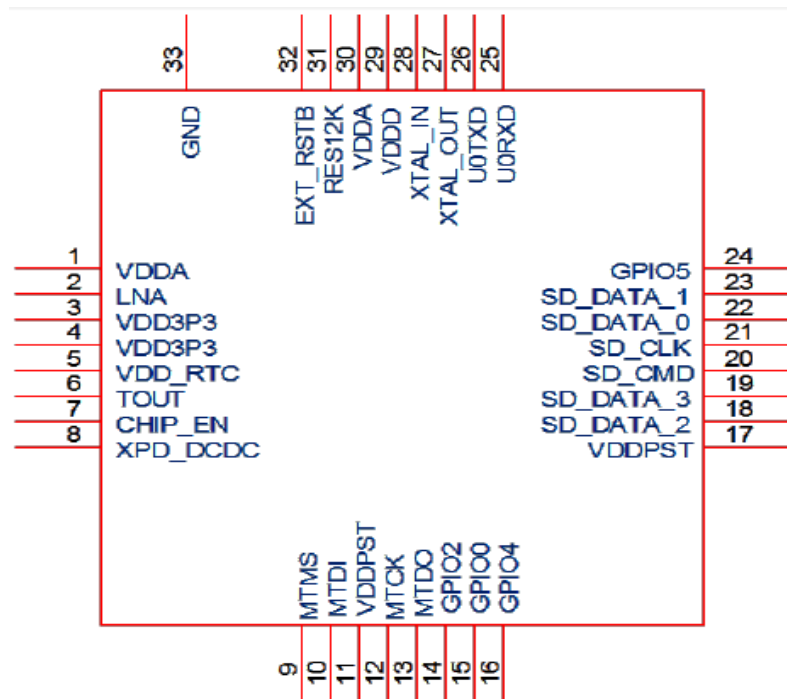 33 32 31 30 29 28 27 26 25
GND EXT_RSTB RES12K VDDA VDDD XTAL_IN XTAL_OUT U0TXD U0RXD
1 VDDA
2 LNA
3 VDD3P3
4 VDD3P3
5 VDD_RTC
6 TOUT
7 CHIP_EN
8 XPD_DCDC
GPIO5 24
SD_DATA_1 23
SD_DATA_0 22
SD_CLK 21
SD_CMD 20
SD_DATA_3 19
SD_DATA_2 18
VDDPST 17
MTMS MTDI VDDPST MTCK MTDO GPIO2 GPIO0 GPIO4
9 10 11 12 13 14 15 16